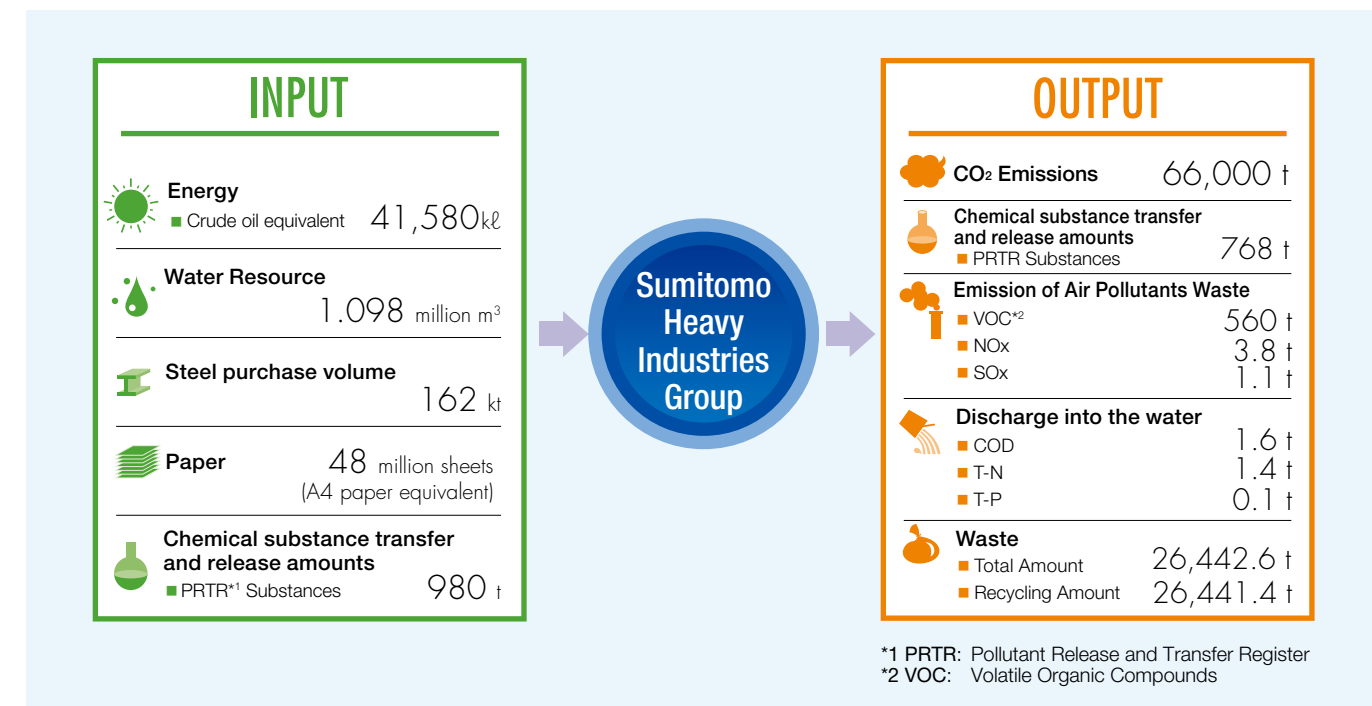 INPUT
Energy
■ Crude oil equivalent 41,580kℓ
Water Resource
1.098 million m³
Steel purchase volume
162 kt
Paper 48 million sheets
(A4 paper equivalent)
Chemical substance transfer
and release amounts
■ PRTR*1 Substances 980 t
Sumitomo
Heavy
Industries
Group
OUTPUT
CO2 Emissions 66,000 t
Chemical substance transfer
and release amounts
■ PRTR Substances 768 t
Emission of Air Pollutants Waste
■ VOC*2 560 t
■ NOx 3.8 t
■ SOx 1.1 t
Discharge into the water
■ COD 1.6 t
■ T-N 1.4 t
■ T-P 0.1 t
Waste
■ Total Amount 26,442.6 t
■ Recycling Amount 26,441.4 t
*1 PRTR: Pollutant Release and Transfer Register
*2 VOC: Volatile Organic Compounds